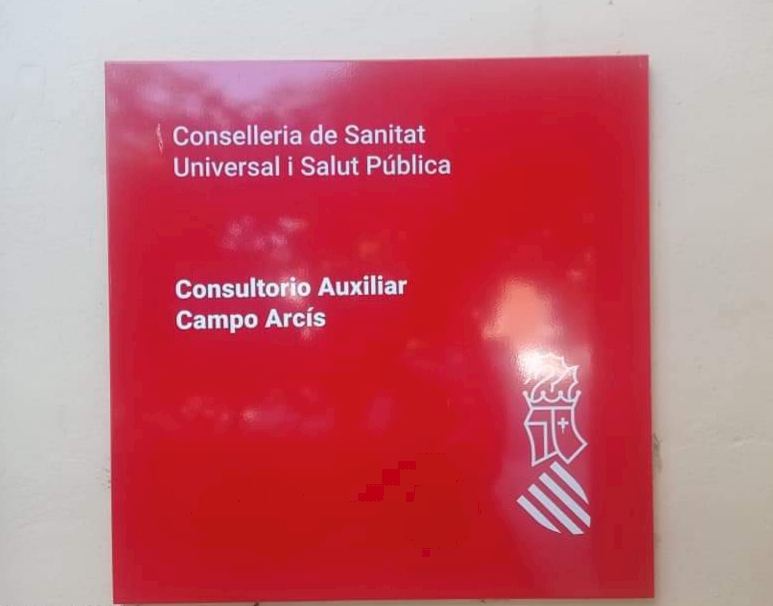 Conselleria de Sanitat
Universal i Salut Pública
Consultorio Auxiliar
Campo Arcís